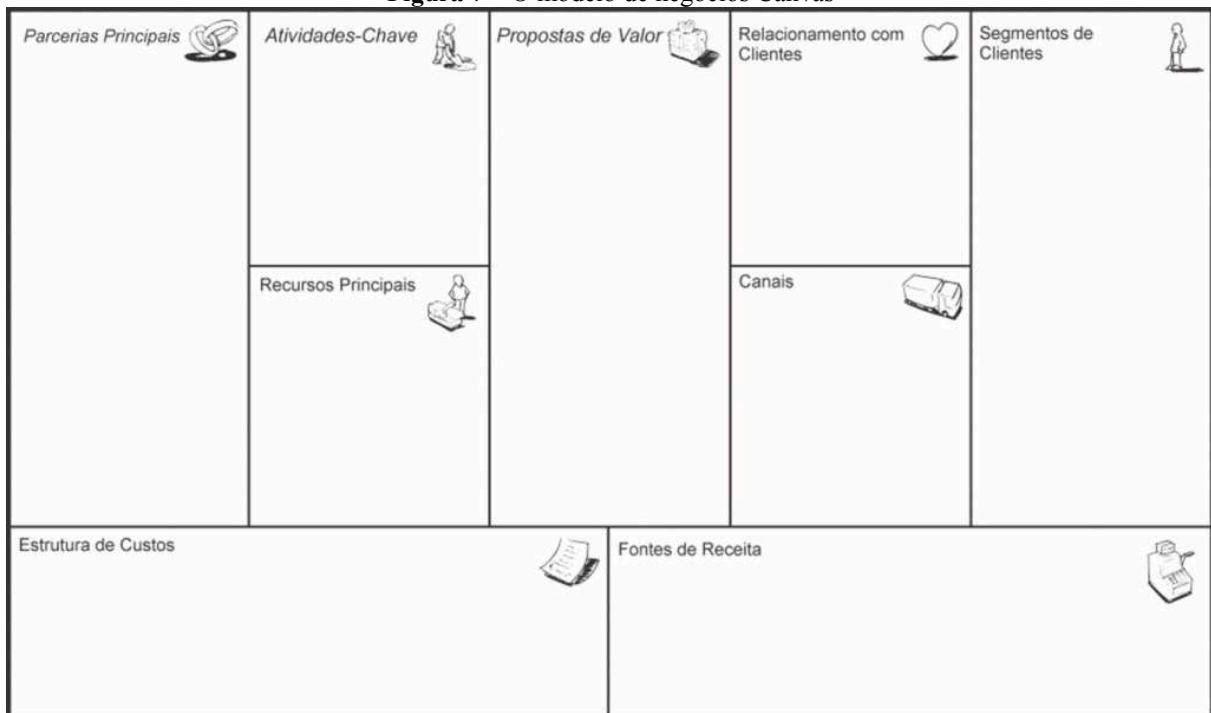 Parcerias Principais
Atividades-Chave
Propostas de Valor
Relacionamento com
Clientes
Segmentos de
Clientes
Recursos Principais
Canais
Estrutura de Custos
Fontes de Receita